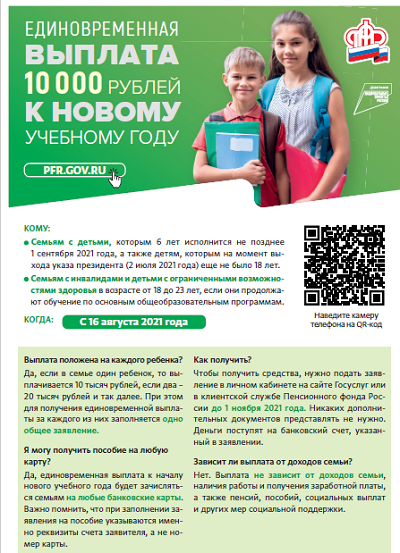 ЕДИНОВРЕМЕННАЯ
ВЫПЛАТА
10 000 РУБЛЕЙ
К НОВОМУ
УЧЕБНОМУ ГОДУ
PFR.GOV.RU
КОМУ:
• Семьям с детьми, которым 6 лет исполнится не позднее
1 сентября 2021 года, а также детям, которым на момент вы-
хода указа президента (2 июля 2021 года) еще не было 18 лет.
• Семьям с инвалидами и детьми с ограниченными возможно-
стями здоровья в возрасте от 18 до 23 лет, если они продолжа-
ют обучение по основным общеобразовательным программам.
КОГДА:
С 16 августа 2021 года
Наведите камеру
телефона на QR-код
Выплата положена на каждого ребенка?
Да, если в семье один ребенок, то вы-
плачивается 10 тысяч рублей, если два –
20 тысяч рублей и так далее. При этом
для получения единовременной выпла-
ты за каждого из них заполняется одно
общее заявление.
Я могу получить пособие на любую
карту?
Да, единовременная выплата к началу
нового учебного года будет зачислять-
ся семьям на любые банковские карты.
Важно помнить, что при заполнении за-
явления на пособие указываются имен-
но реквизиты счета заявителя, а не но-
мер карты.
Как получить?
Чтобы получить средства, нужно подать заяв-
ление в личном кабинете на сайте Госуслуг или
в клиентской службе Пенсионного фонда Рос-
сии до 1 ноября 2021 года. Никаких дополни-
тельных документов представлять не нужно.
Деньги поступят на банковский счет, указан-
ный в заявлении.
Зависит ли выплата от доходов семьи?
Нет. Выплата не зависит от доходов семьи,
наличия работы и получения заработной платы,
а также пенсий, пособий, социальных выплат
и других мер социальной поддержки.